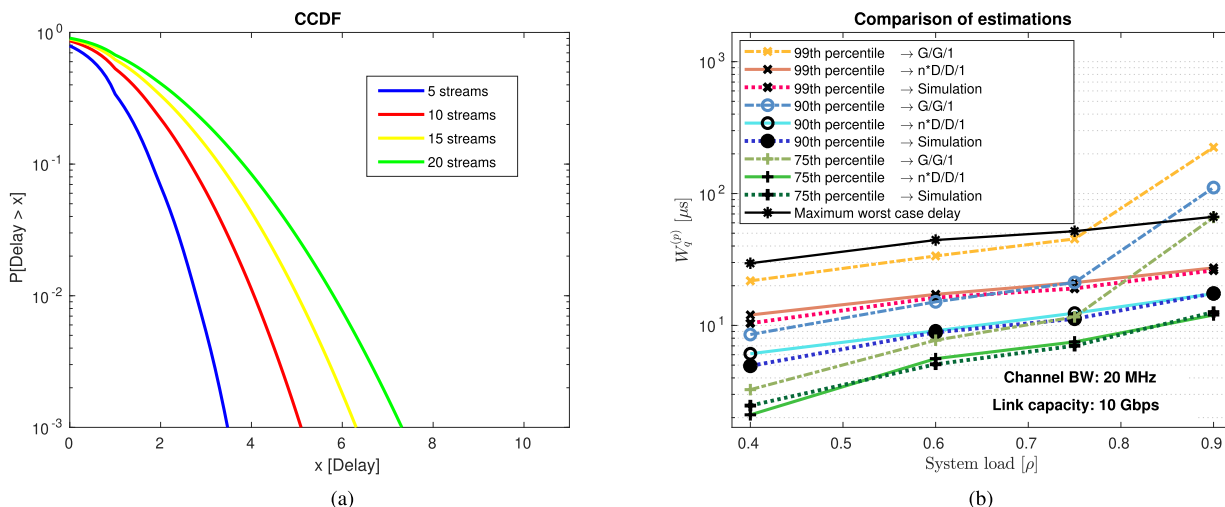 CCDF
10^0
10^-1
10^-2
10^-3
P[Delay > x]
5 streams
10 streams
15 streams
20 streams
0 2 4 6 8 10
x [Delay]
(a)
Comparison of estimations
99th percentile → G/G/1
99th percentile → n*D/D/1
99th percentile → Simulation
90th percentile → G/G/1
90th percentile → n*D/D/1
90th percentile → Simulation
75th percentile → G/G/1
75th percentile → n*D/D/1
75th percentile → Simulation
Maximum worst case delay
10^3
10^2
10^1
W_q^(p) [μs]
Channel BW: 20 MHz
Link capacity: 10 Gbps
0.4 0.5 0.6 0.7 0.8 0.9
System load [ρ]
(b)